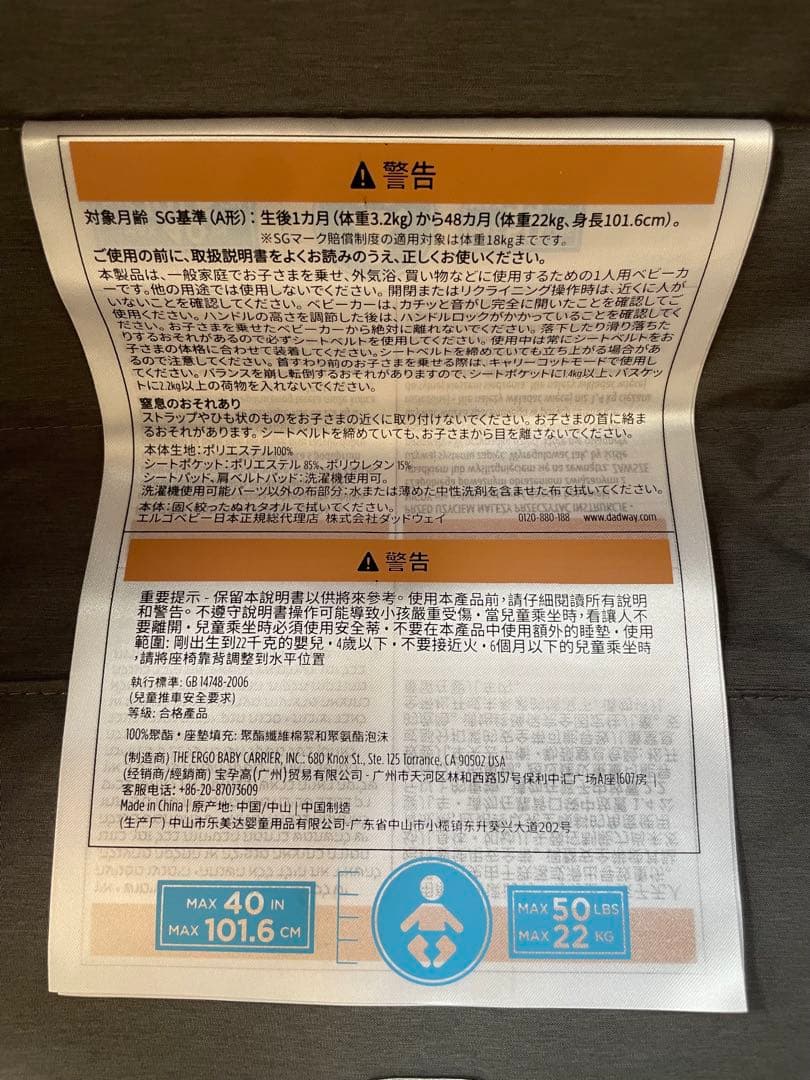 警告
対象月齢 SG基準(A形): 生後1カ月(体重3.2kg)から48カ月(体重22kg、身長101.6cm)。
※SGマーク賠償制度の適用対象は体重18kgまでです。
ご使用の前に、取扱説明書をよくお読みのうえ、正しくお使いください。
本製品は、一般家庭でお子さまを乗せ、外気浴、買い物などに使用するための1人用ベビーカ
ーです。他の用途では使用しないでください。開閉またはリクライニング操作時は、近くに人が
いないことを確認してください。ベビーカーは、カチッと音がし完全に開いたことを確認してご
使用ください。ハンドルの高さを調節した後は、ハンドルロックがかかっていることを確認してく
ださい。お子さまを乗せたベビーカーから絶対に離れないでください。落下したり滑り落ちた
りするおそれがあるので必ずシートベルトを使用してください。使用中は常にシートベルトをお
子さまの体格に合わせて装着してください。シートベルトを締めていても立ち上がる場合があ
るので注意してください。首すわり前のお子さまを乗せる際は、キャリーコットモードで使用し
てください。バランスを崩し転倒するおそれがありますので、シートポケットに1.4kg以上、バスケッ
トに2.2kg以上の荷物を入れないでください。
窒息のおそれあり
ストラップやひも状のものをお子さまの近くに取り付けないでください。お子さまの首に絡ま
るおそれがあります。シートベルトを締めていても、お子さまから目を離さないでください。
本体生地:ポリエステル100%
シートポケット:ポリエステル 85%、ポリウレタン 15%
シートパッド、肩ベルトパッド:洗濯機使用可。
洗濯機使用可能パーツ以外の布部分:水または薄めた中性洗剤を含ませた布で拭いてください。
本体:固く絞ったぬれタオルで拭いてください。
エルゴベビー日本正規総代理店 株式会社ダッドウェイ 0120-880-188 www.dadway.com
警告
重要提示 - 保留本說明書以供將來參考。使用本產品前,請仔細閱讀所有說明
和警告。不遵守說明書操作可能導致小孩嚴重受傷・當兒童乘坐時,看讓人不
要離開・兒童乘坐時必須使用安全蒂・不要在本產品中使用額外的睡墊・使用
範圍: 剛出生到22千克的嬰兒・4歲以下・不要接近火・6個月以下的兒童乘坐時
,請將座椅靠背調整到水平位置
執行標準: GB 14748-2006
(兒童推車安全要求)
等級: 合格產品
100%聚酯・座墊填充: 聚酯纖維棉絮和聚氨酯泡沫
(制造商) THE ERGO BABY CARRIER, INC.: 680 Knox St., Ste. 125 Torrance, CA 90502 USA
(经销商/經銷商) 宝孕高(广州)贸易有限公司 - 广州市天河区林和西路157号保利中汇广场A座1607房 |
客服电话: +86-20-87073609
Made in China | 原产地: 中国/中山 | 中国制造
(生产厂) 中山市乐美达婴童用品有限公司-广东省中山市小榄镇东升葵兴大道202号
MAX 40 IN
MAX 101.6 CM
MAX 50 LBS
MAX 22 KG